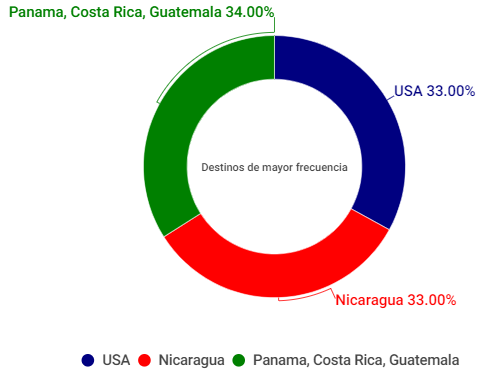 Panama, Costa Rica, Guatemala 34.00%
USA 33.00%
Destinos de mayor frecuencia
Nicaragua 33.00%
USA Nicaragua Panama, Costa Rica, Guatemala